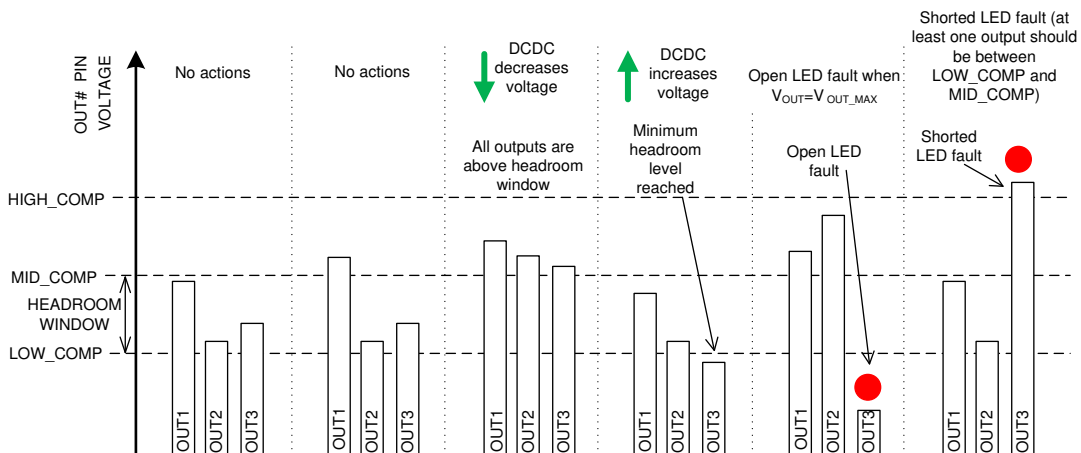 OUT# PIN
VOLTAGE
HIGH_COMP
MID_COMP
HEADROOM
WINDOW
LOW_COMP
No actions
OUT1
OUT2
OUT3
No actions
OUT1
OUT2
OUT3
DCDC
decreases
voltage
All outputs are
above headroom
window
OUT1
OUT2
OUT3
DCDC
increases
voltage
Minimum
headroom
level
reached
OUT1
OUT2
OUT3
Open LED fault when
VOUT=VOUT_MAX
Open LED
fault
OUT1
OUT2
OUT3
Shorted LED fault (at
least one output should
be between
LOW_COMP and
MID_COMP)
Shorted
LED fault
OUT1
OUT2
OUT3